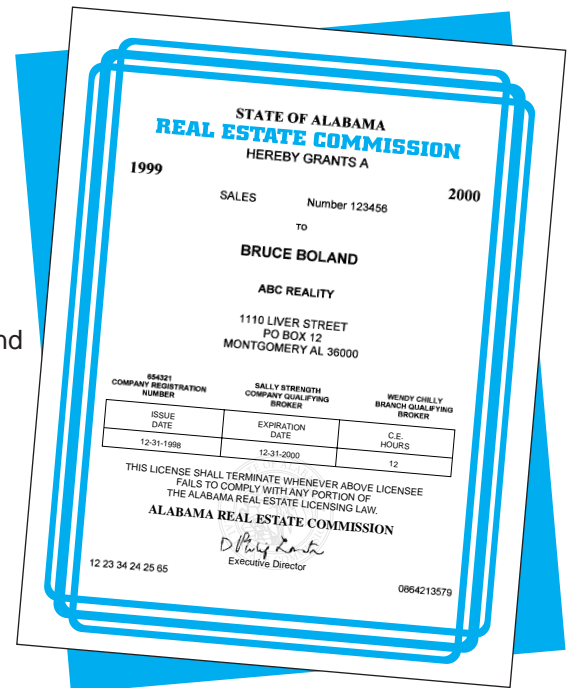 nd
STATE OF ALABAMA
REAL ESTATE COMMISSION
HEREBY GRANTS A
1999
2000
SALES Number 123456
TO
BRUCE BOLAND
ABC REALITY
1110 LIVER STREET
PO BOX 12
MONTGOMERY AL 36000
654321
COMPANY REGISTRATION
NUMBER
SALLY STRENGTH
COMPANY QUALIFYING
BROKER
WENDY CHILLY
BRANCH QUALIFYING
BROKER
ISSUE
DATE
EXPIRATION
DATE
C.E.
HOURS
12-31-1998
12-31-2000
12
THIS LICENSE SHALL TERMINATE WHENEVER ABOVE LICENSEE
FAILS TO COMPLY WITH ANY PORTION OF
THE ALABAMA REAL ESTATE LICENSING LAW.
ALABAMA REAL ESTATE COMMISSION
D Philip Lasater
Executive Director
12 23 34 24 25 65
0864213579